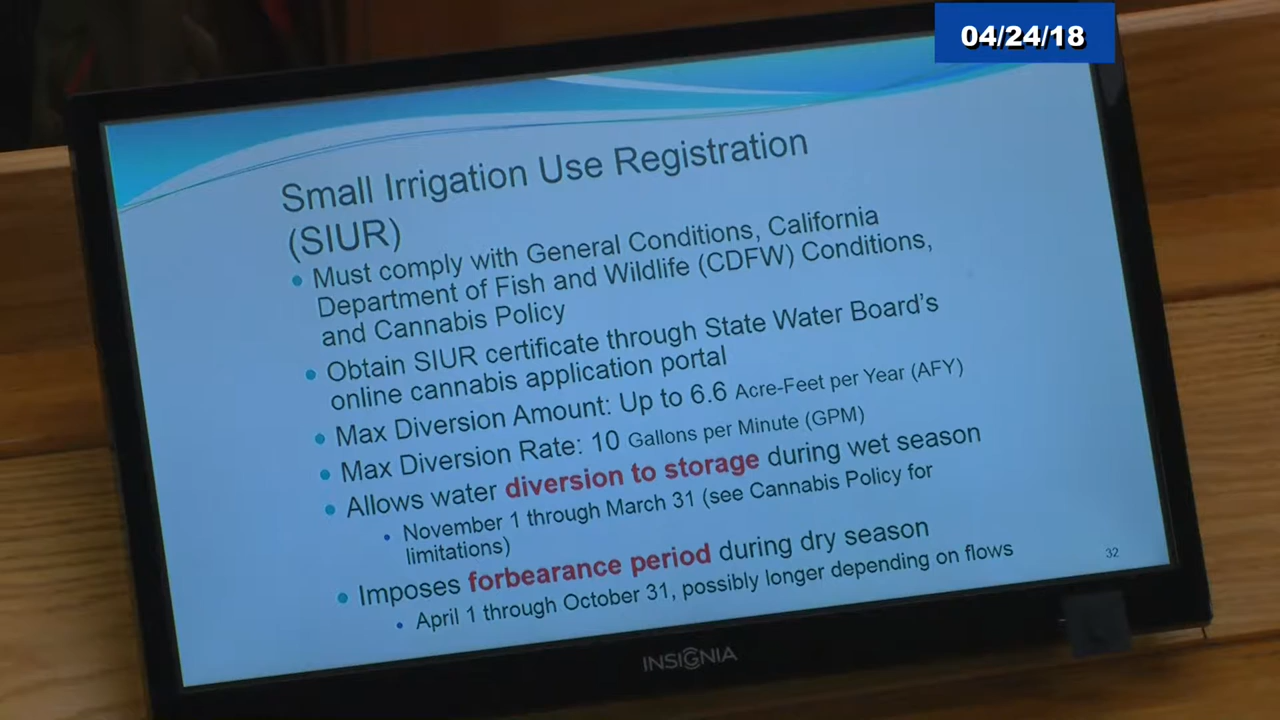 04/24/18
Small Irrigation Use Registration
(SIUR)
• Must comply with General Conditions, California
Department of Fish and Wildlife (CDFW) Conditions,
and Cannabis Policy
• Obtain SIUR certificate through State Water Board's
online cannabis application portal
• Max Diversion Amount: Up to 6.6 Acre-Feet per Year (AFY)
• Max Diversion Rate: 10 Gallons per Minute (GPM)
• Allows water diversion to storage during wet season
• November 1 through March 31 (see Cannabis Policy for
limitations)
• Imposes forbearance period during dry season
• April 1 through October 31, possibly longer depending on flows
32
INSIGNIA